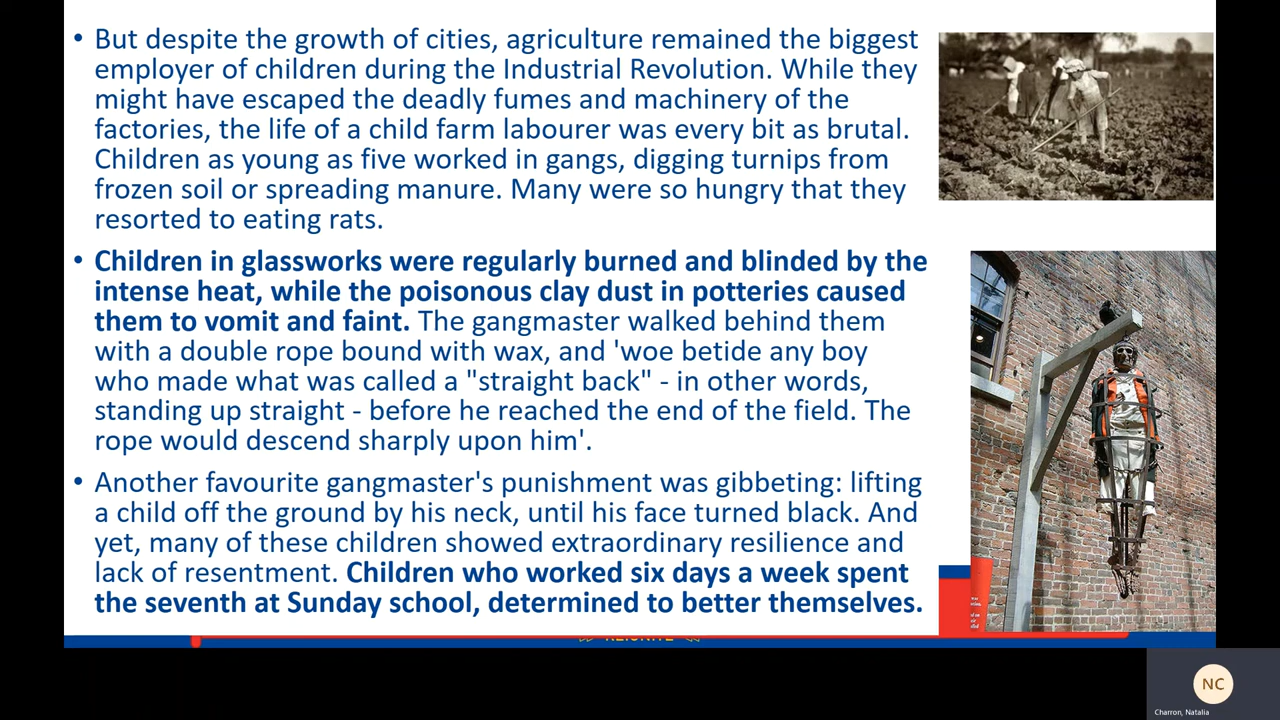 • But despite the growth of cities, agriculture remained the biggest
employer of children during the Industrial Revolution. While they
might have escaped the deadly fumes and machinery of the
factories, the life of a child farm labourer was every bit as brutal.
Children as young as five worked in gangs, digging turnips from
frozen soil or spreading manure. Many were so hungry that they
resorted to eating rats.
• Children in glassworks were regularly burned and blinded by the
intense heat, while the poisonous clay dust in potteries caused
them to vomit and faint. The gangmaster walked behind them
with a double rope bound with wax, and 'woe betide any boy
who made what was called a "straight back" - in other words,
standing up straight - before he reached the end of the field. The
rope would descend sharply upon him'.
• Another favourite gangmaster's punishment was gibbeting: lifting
a child off the ground by his neck, until his face turned black. And
yet, many of these children showed extraordinary resilience and
lack of resentment. Children who worked six days a week spent
the seventh at Sunday school, determined to better themselves.
NC
Charron, Natalia